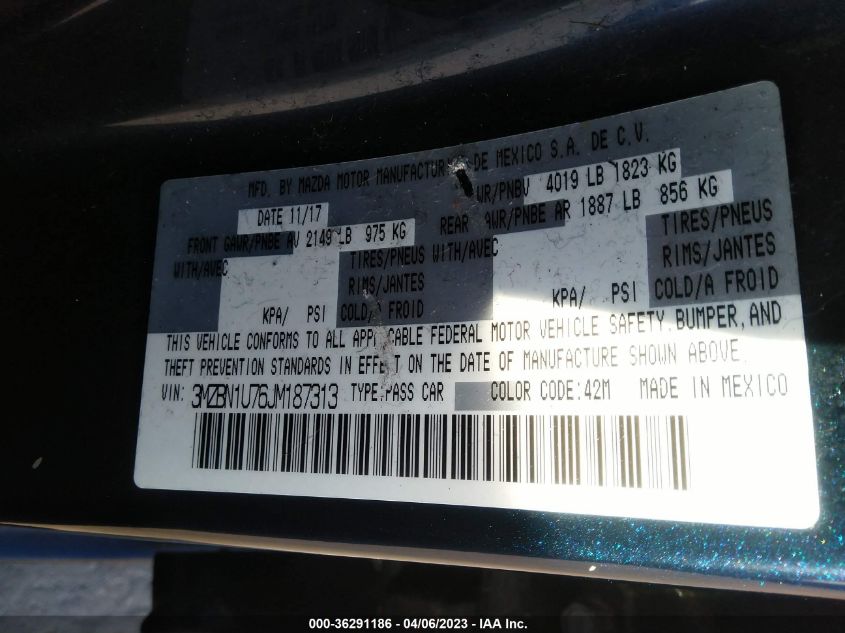 MFD. BY MAZDA MOTOR MANUFACTUR DE MEXICO S.A. DE C.V.
DATE 11/17 WR/PNBV 4019 LB 1823 KG
FRONT GAWR/PNBE AV 2149 LB 975 KG REAR AWR/PNBE AR 1887 LB 856 KG
WITH/AVEC TIRES/PNEUS WITH/AVEC TIRES/PNEUS
RIMS/JANTES RIMS/JANTES
KPA/ PSI COLD/A FROID KPA/ PSI COLD/A FROID
THIS VEHICLE CONFORMS TO ALL APPLICABLE FEDERAL MOTOR VEHICLE SAFETY, BUMPER, AND
THEFT PREVENTION STANDARDS IN EFFECT ON THE DATE OF MANUFACTURE SHOWN ABOVE.
VIN: 3MZBN1U76JM187313 TYPE:PASS CAR COLOR CODE:42M MADE IN MEXICO
000-36291186 - 04/06/2023 - IAA Inc.